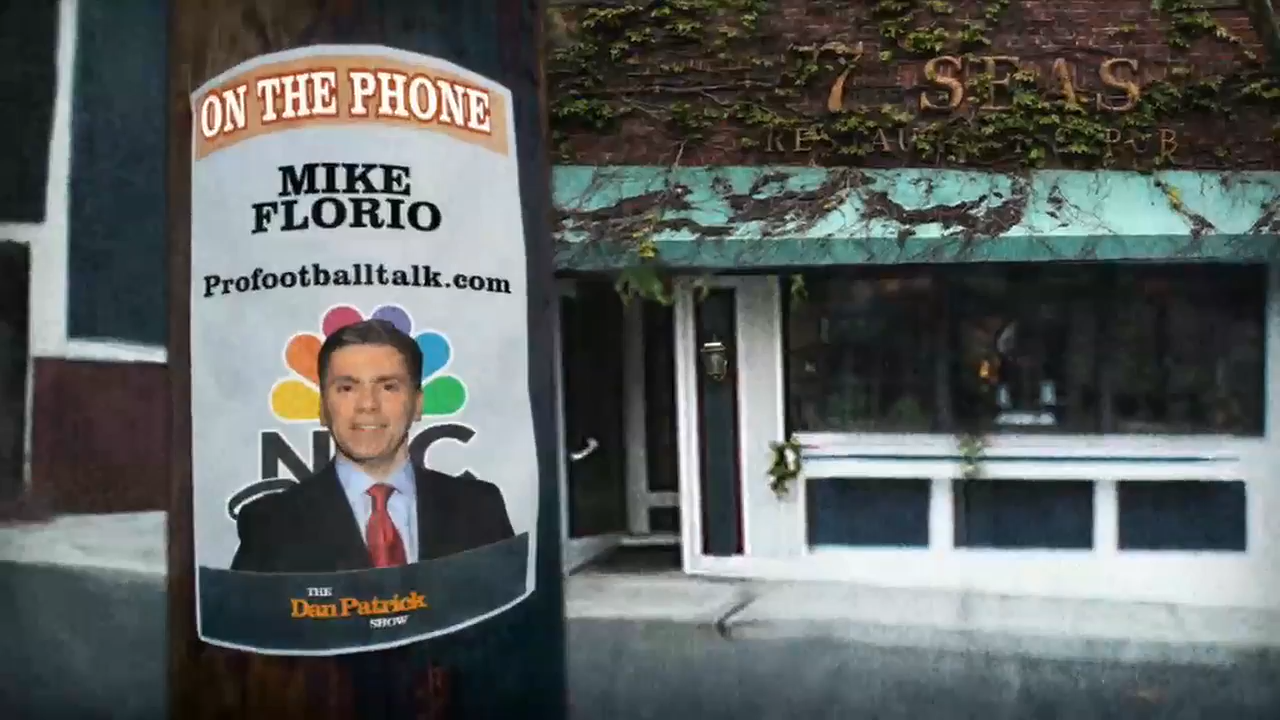 ON THE PHONE
MIKE
FLORIO
Profootballtalk.com
NBC
THE
Dan Patrick
SHOW
7 SEAS
RESTAURANT & PUB